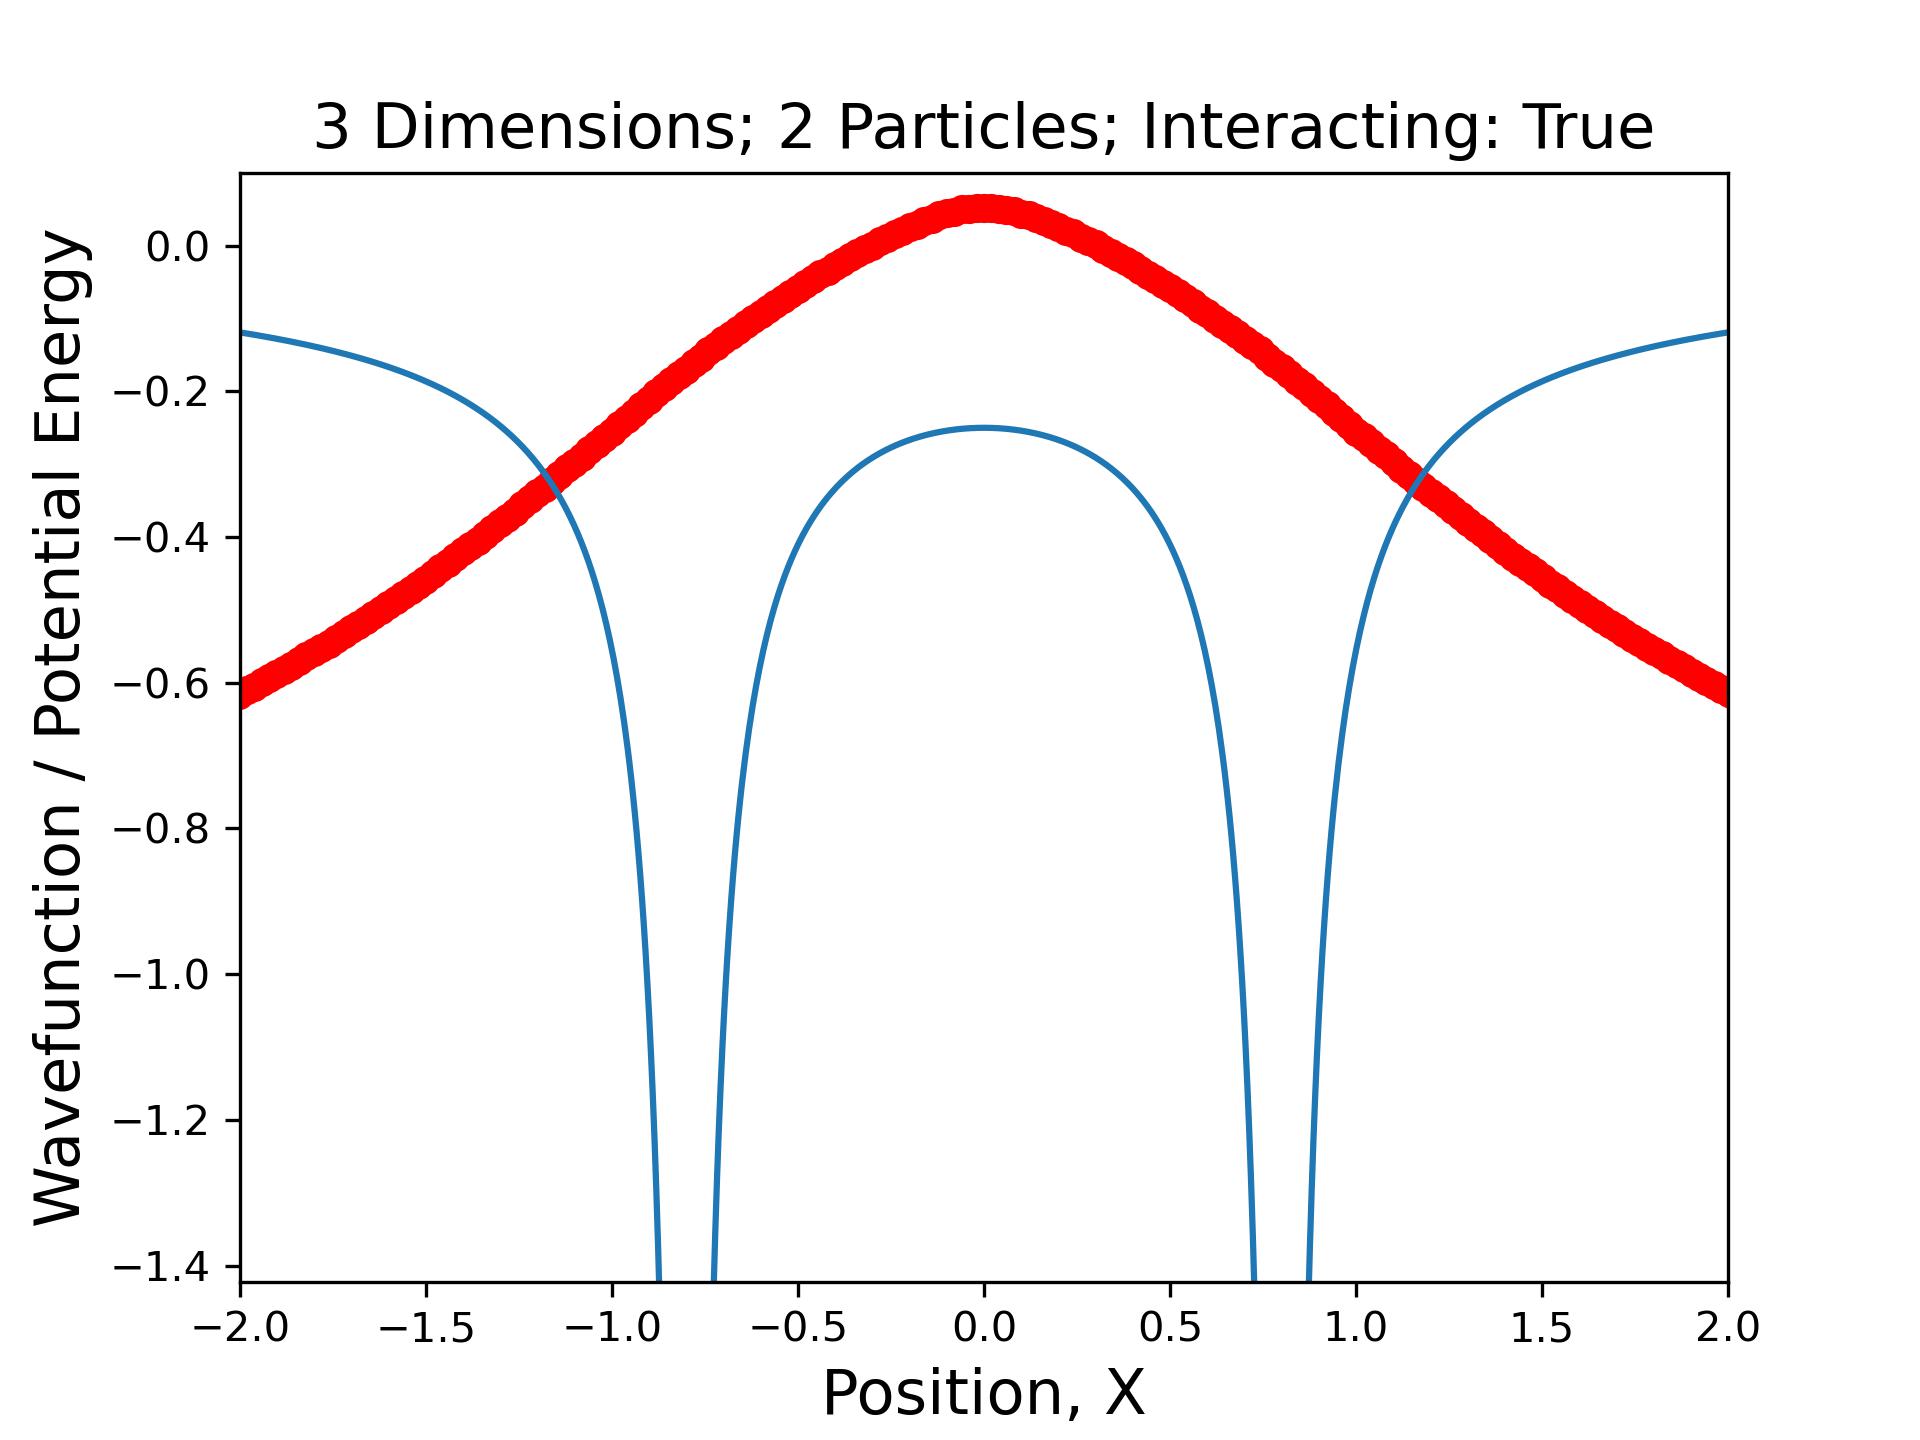 3 Dimensions; 2 Particles; Interacting: True
Wavefunction / Potential Energy
0.0
−0.2
−0.4
−0.6
−0.8
−1.0
−1.2
−1.4
−2.0 −1.5 −1.0 −0.5 0.0 0.5 1.0 1.5 2.0
Position, X